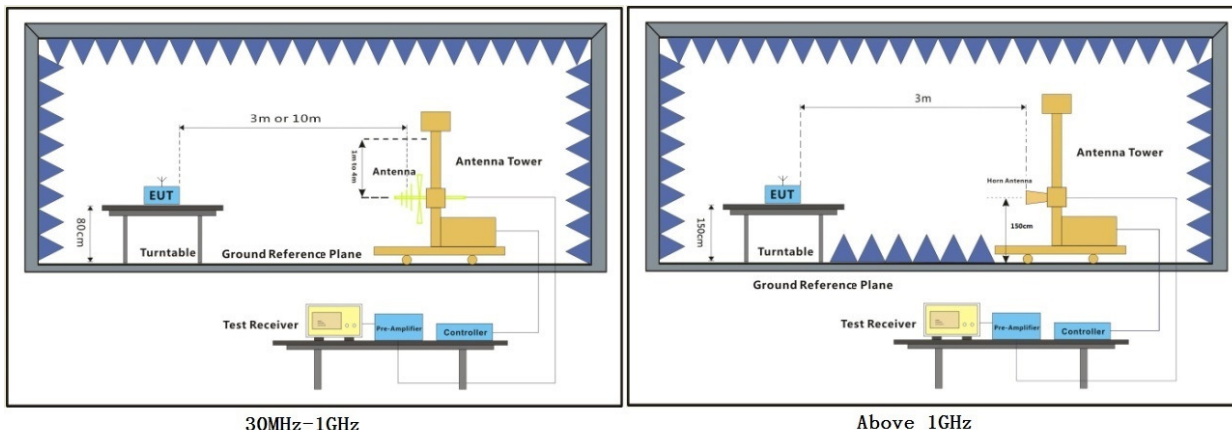 3m or 10m
1m to 4m
Antenna
Antenna Tower
EUT
80cm
Turntable
Ground Reference Plane
Test Receiver
Pre-Amplifier
Controller
30MHz-1GHz
3m
Antenna Tower
Horn Antenna
EUT
150cm
150cm
Turntable
Ground Reference Plane
Test Receiver
Pre-Amplifier
Controller
Above 1GHz